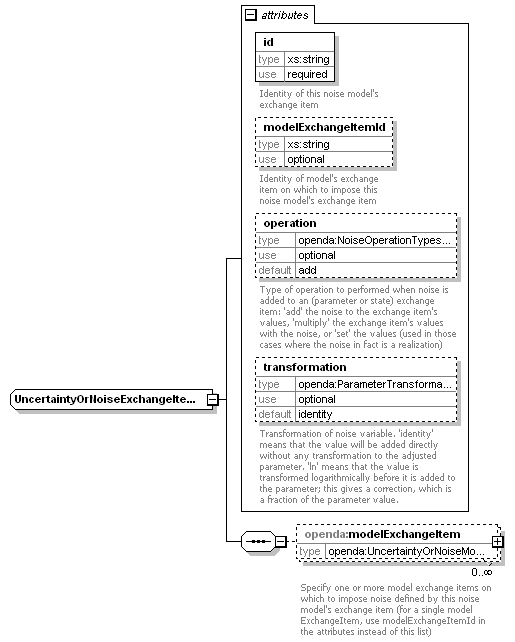 attributes
id
type xs:string
use required
Identity of this noise model's
exchange item
modelExchangeItemId
type xs:string
use optional
Identity of model's exchange
item on which to impose this
noise model's exchange item
operation
type openda:NoiseOperationTypes...
use optional
default add
Type of operation to performed when noise is
added to an (parameter or state) exchange
item: 'add' the noise to the exchange item's
values, 'multiply' the exchange item's values
with the noise, or 'set' the values (used in those
cases where the noise in fact is a realization)
transformation
type openda:ParameterTransforma...
use optional
default identity
Transformation of noise variable. 'identity'
means that the value will be added directly
without any transformation to the adjusted
parameter. 'ln' means that the value is
transformed logarithmically before it is added to
the parameter; this gives a correction, which is
a fraction of the parameter value.
UncertaintyOrNoiseExchangeIte...
openda:modelExchangeItem
type openda:UncertaintyOrNoiseMo...
0..∞
Specify one or more model exchange items on
which to impose noise defined by this noise
model's exchange item (for a single model
ExchangeItem, use modelExchangeItemId in
the attributes instead of this list)